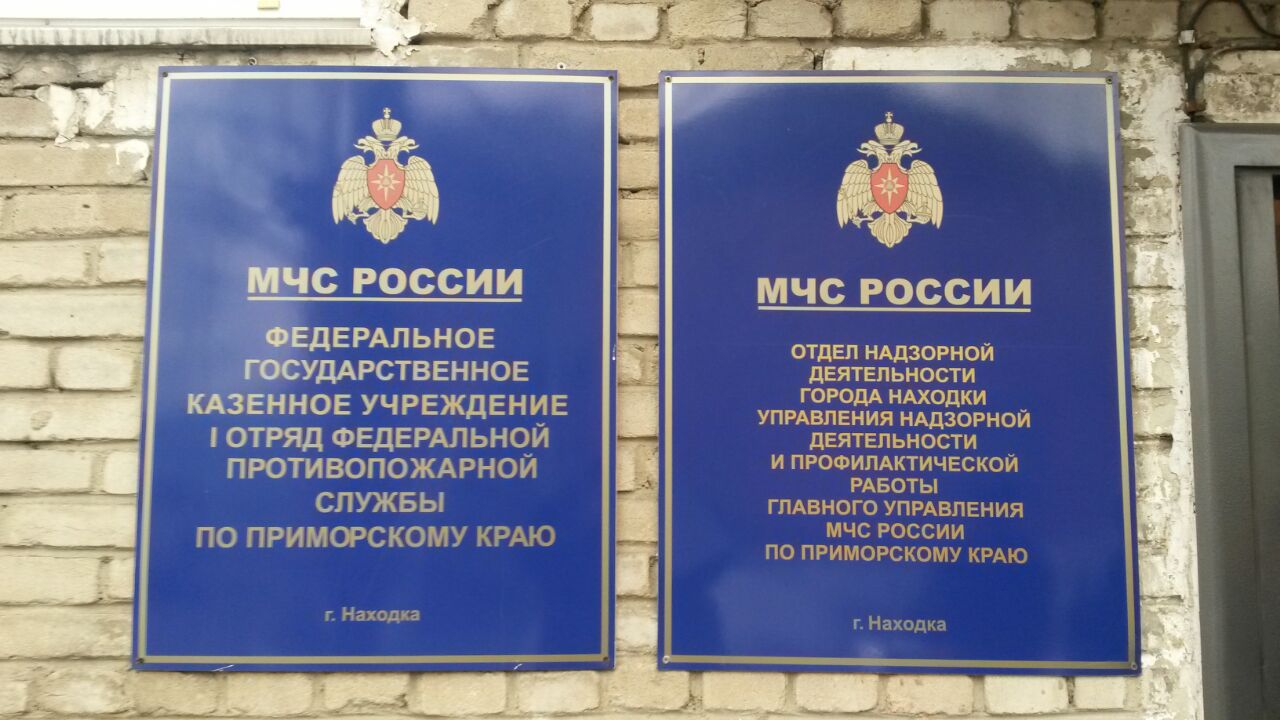 МЧС РОССИИ
ФЕДЕРАЛЬНОЕ
ГОСУДАРСТВЕННОЕ
КАЗЕННОЕ УЧРЕЖДЕНИЕ
I ОТРЯД ФЕДЕРАЛЬНОЙ
ПРОТИВОПОЖАРНОЙ
СЛУЖБЫ
ПО ПРИМОРСКОМУ КРАЮ
г. Находка
МЧС РОССИИ
ОТДЕЛ НАДЗОРНОЙ
ДЕЯТЕЛЬНОСТИ
ГОРОДА НАХОДКИ
УПРАВЛЕНИЯ НАДЗОРНОЙ
ДЕЯТЕЛЬНОСТИ
И ПРОФИЛАКТИЧЕСКОЙ
РАБОТЫ
ГЛАВНОГО УПРАВЛЕНИЯ
МЧС РОССИИ
ПО ПРИМОРСКОМУ КРАЮ
г. Находка